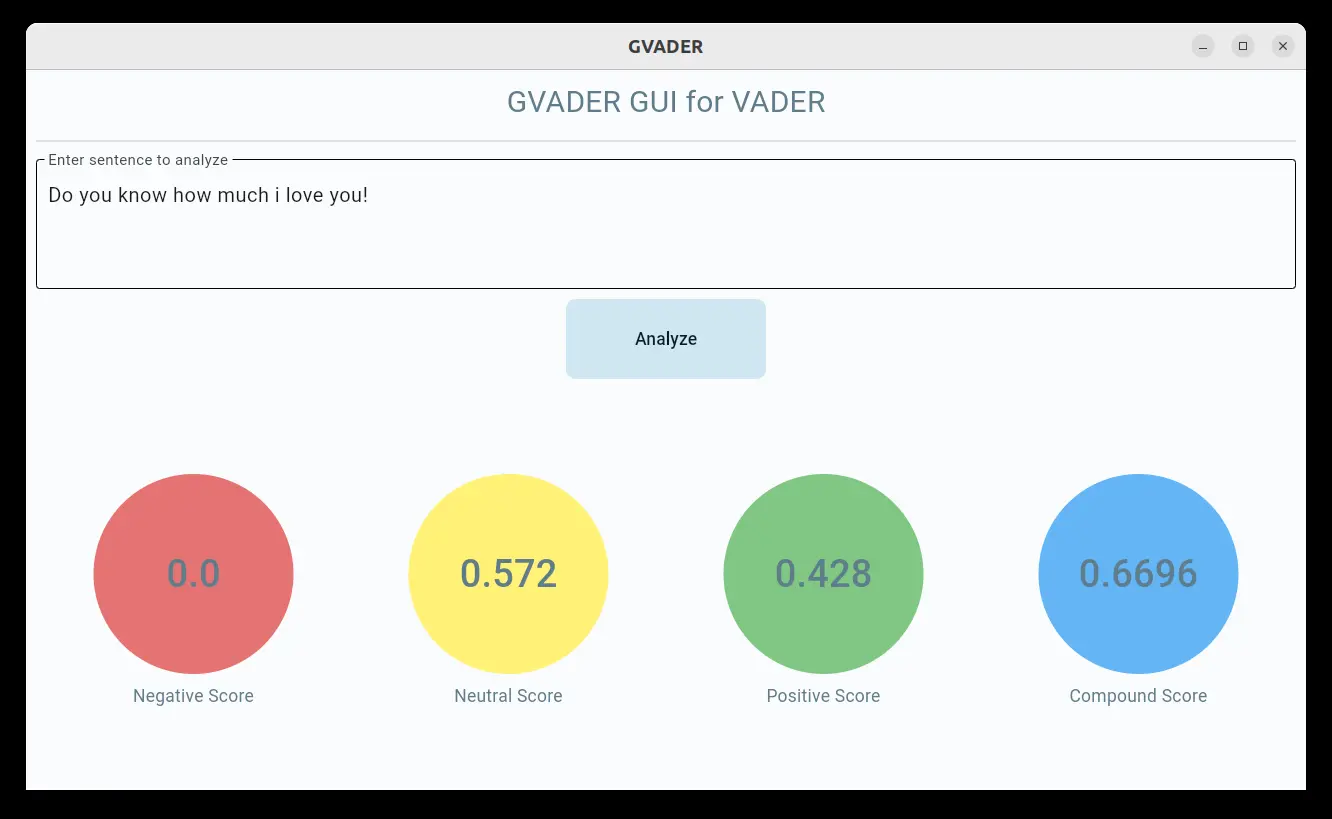 GVADER
GVADER GUI for VADER
Enter sentence to analyze
Do you know how much i love you!
Analyze
0.0
0.572
0.428
0.6696
Negative Score
Neutral Score
Positive Score
Compound Score